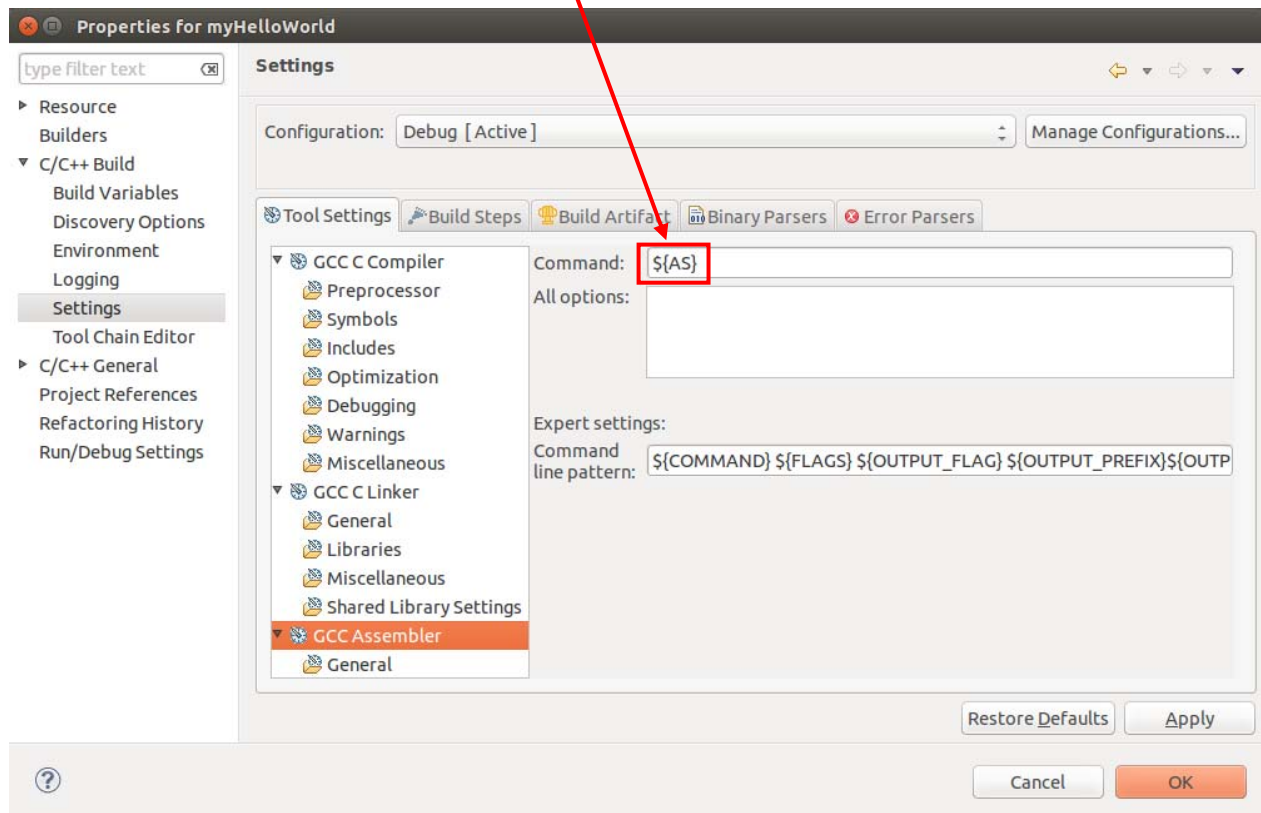 Properties for myHelloWorld
type filter text
Settings
Resource
Builders
C/C++ Build
Build Variables
Discovery Options
Environment
Logging
Settings
Tool Chain Editor
C/C++ General
Project References
Refactoring History
Run/Debug Settings
Configuration: Debug [ Active ] Manage Configurations...
Tool Settings Build Steps Build Artifact Binary Parsers Error Parsers
GCC C Compiler
Preprocessor
Symbols
Includes
Optimization
Debugging
Warnings
Miscellaneous
GCC C Linker
General
Libraries
Miscellaneous
Shared Library Settings
GCC Assembler
General
Command: ${AS}
All options:
Expert settings:
Command
line pattern: ${COMMAND} ${FLAGS} ${OUTPUT_FLAG} ${OUTPUT_PREFIX}${OUTP
Restore Defaults Apply
? Cancel OK